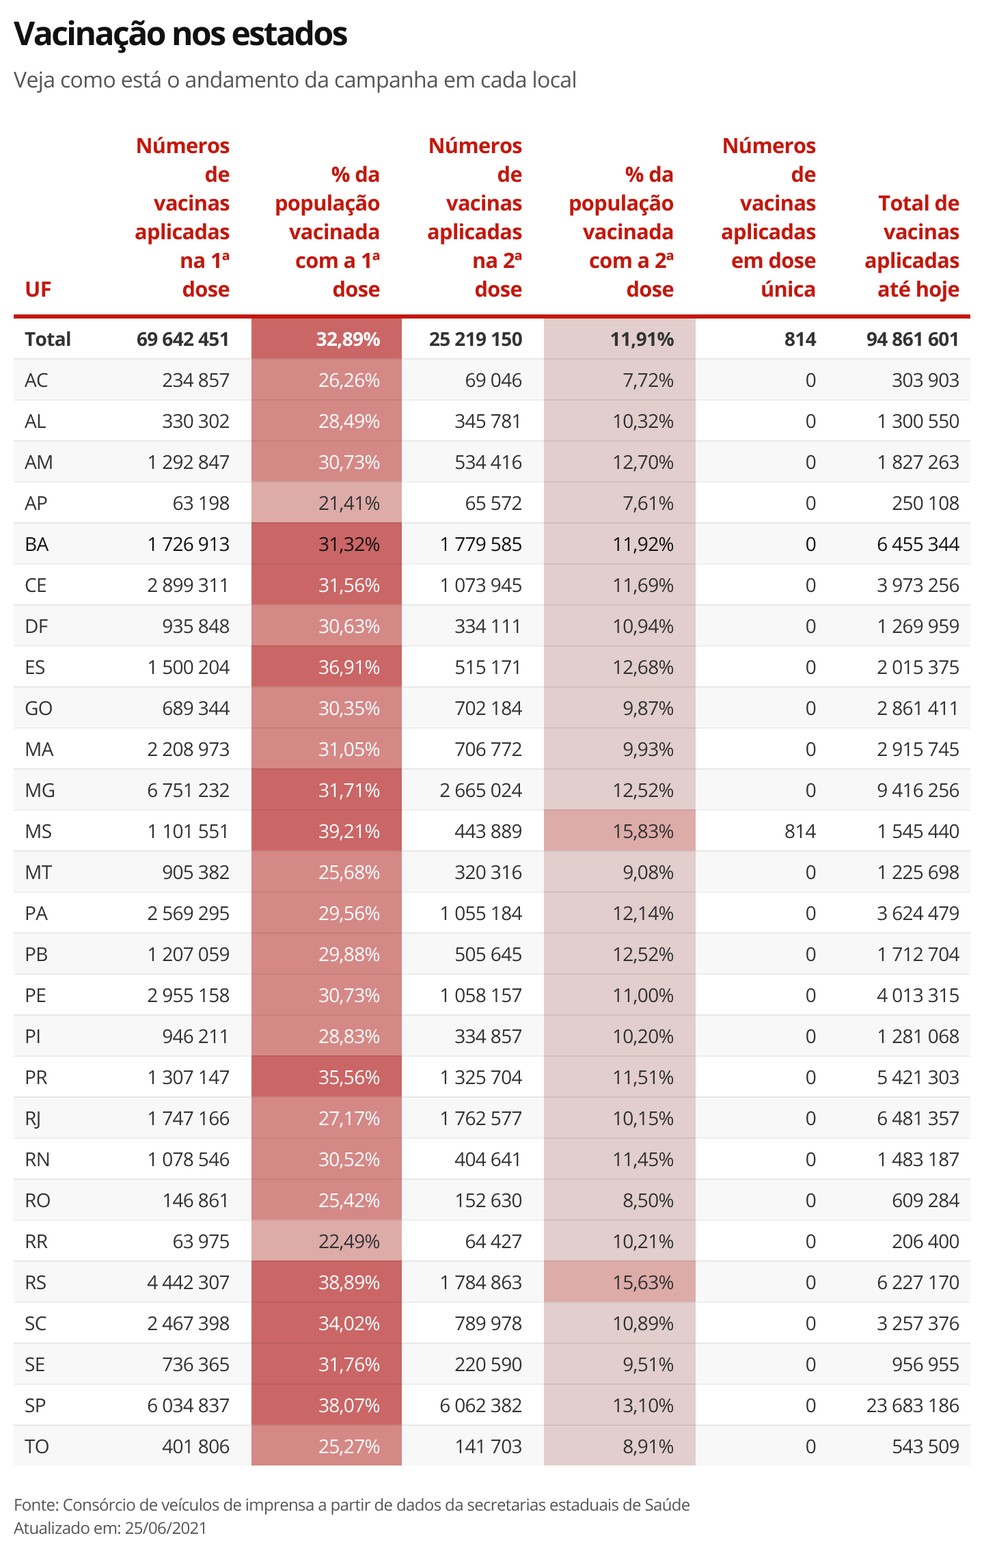 Vacinação nos estados
Veja como está o andamento da campanha em cada local
UF Números de vacinas aplicadas na 1ª dose % da população vacinada com a 1ª dose Números de vacinas aplicadas na 2ª dose % da população vacinada com a 2ª dose Números de vacinas aplicadas em dose única Total de vacinas aplicadas até hoje
Total 69 642 451 32,89% 25 219 150 11,91% 814 94 861 601
AC 234 857 26,26% 69 046 7,72% 0 303 903
AL 330 302 28,49% 345 781 10,32% 0 1 300 550
AM 1 292 847 30,73% 534 416 12,70% 0 1 827 263
AP 63 198 21,41% 65 572 7,61% 0 250 108
BA 1 726 913 31,32% 1 779 585 11,92% 0 6 455 344
CE 2 899 311 31,56% 1 073 945 11,69% 0 3 973 256
DF 935 848 30,63% 334 111 10,94% 0 1 269 959
ES 1 500 204 36,91% 515 171 12,68% 0 2 015 375
GO 689 344 30,35% 702 184 9,87% 0 2 861 411
MA 2 208 973 31,05% 706 772 9,93% 0 2 915 745
MG 6 751 232 31,71% 2 665 024 12,52% 0 9 416 256
MS 1 101 551 39,21% 443 889 15,83% 814 1 545 440
MT 905 382 25,68% 320 316 9,08% 0 1 225 698
PA 2 569 295 29,56% 1 055 184 12,14% 0 3 624 479
PB 1 207 059 29,88% 505 645 12,52% 0 1 712 704
PE 2 955 158 30,73% 1 058 157 11,00% 0 4 013 315
PI 946 211 28,83% 334 857 10,20% 0 1 281 068
PR 1 307 147 35,56% 1 325 704 11,51% 0 5 421 303
RJ 1 747 166 27,17% 1 762 577 10,15% 0 6 481 357
RN 1 078 546 30,52% 404 641 11,45% 0 1 483 187
RO 146 861 25,42% 152 630 8,50% 0 609 284
RR 63 975 22,49% 64 427 10,21% 0 206 400
RS 4 442 307 38,89% 1 784 863 15,63% 0 6 227 170
SC 2 467 398 34,02% 789 978 10,89% 0 3 257 376
SE 736 365 31,76% 220 590 9,51% 0 956 955
SP 6 034 837 38,07% 6 062 382 13,10% 0 23 683 186
TO 401 806 25,27% 141 703 8,91% 0 543 509
Fonte: Consórcio de veículos de imprensa a partir de dados da secretarias estaduais de Saúde
Atualizado em: 25/06/2021